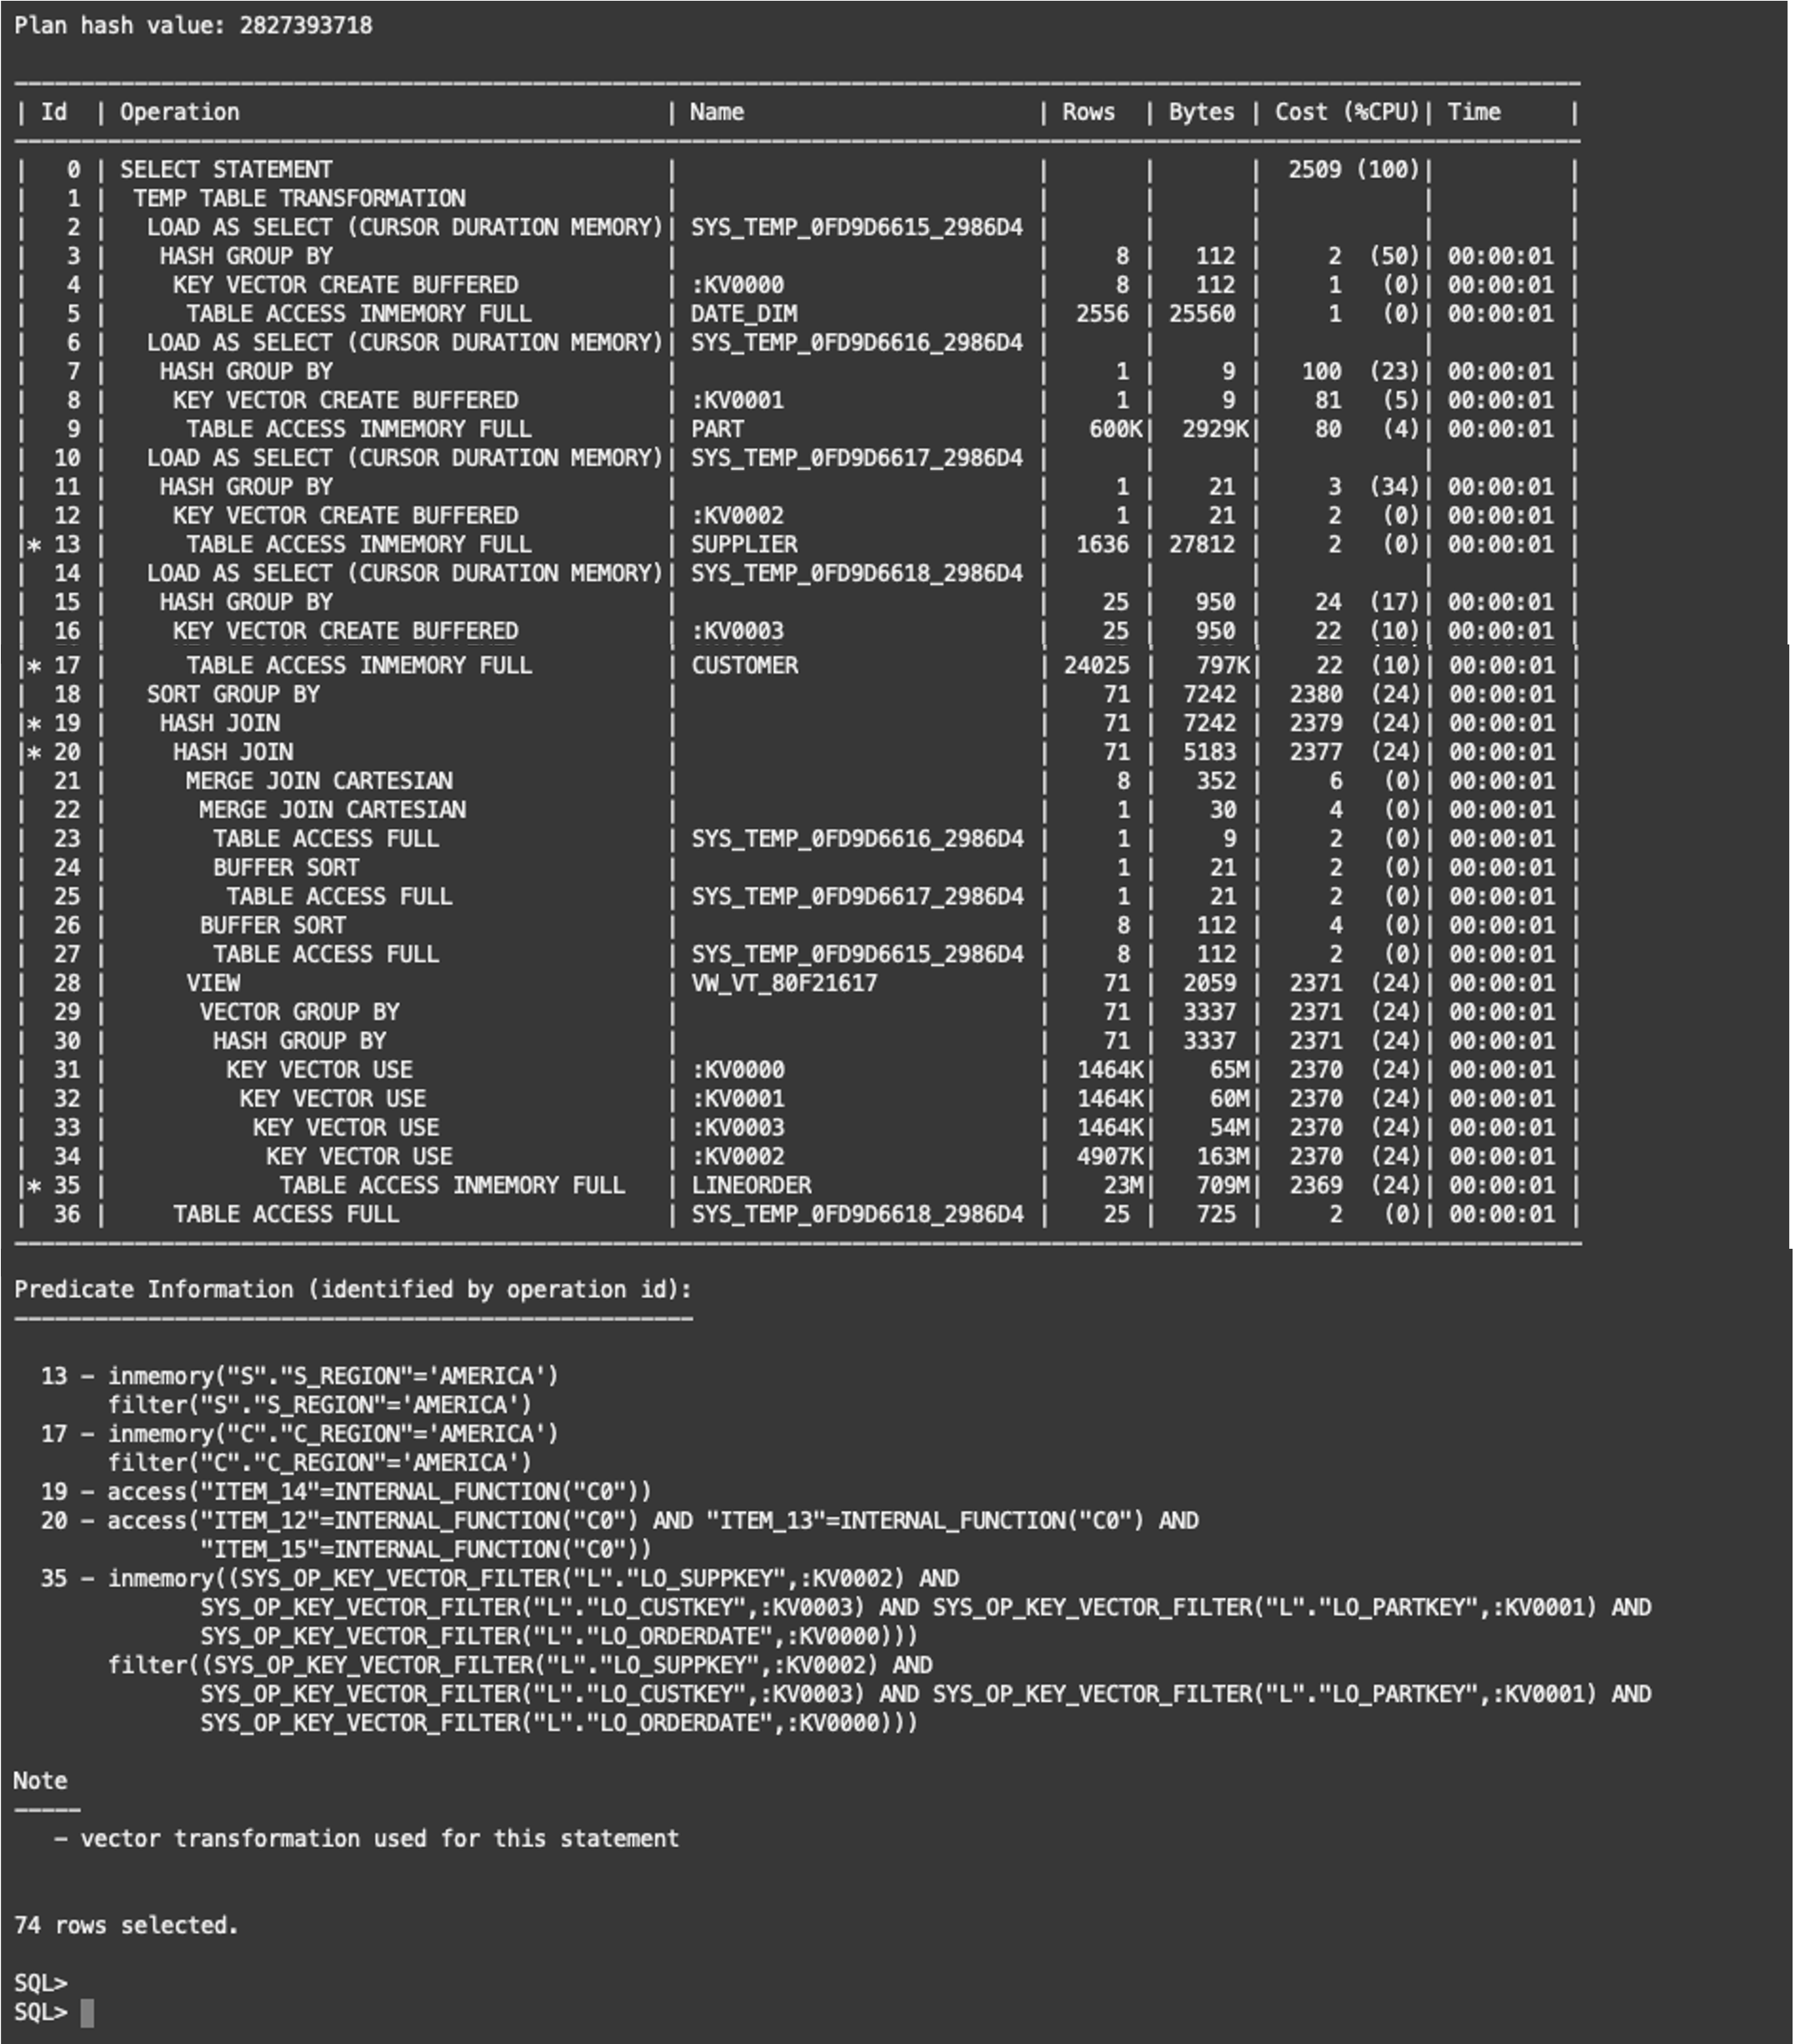 Plan hash value: 2827393718
--------------------------------------------------------------------------------------------------------------
| Id  | Operation                                | Name                      | Rows  | Bytes | Cost (%CPU)| Time     |
--------------------------------------------------------------------------------------------------------------
|   0 | SELECT STATEMENT                         |                           |       |       |  2509 (100)|          |
|   1 |  TEMP TABLE TRANSFORMATION               |                           |       |       |            |          |
|   2 |   LOAD AS SELECT (CURSOR DURATION MEMORY)| SYS_TEMP_0FD9D6615_2986D4 |       |       |            |          |
|   3 |    HASH GROUP BY                         |                           |     8 |   112 |     2  (50)| 00:00:01 |
|   4 |     KEY VECTOR CREATE BUFFERED           | :KV0000                   |     8 |   112 |     1   (0)| 00:00:01 |
|   5 |      TABLE ACCESS INMEMORY FULL          | DATE_DIM                  |  2556 | 25560 |     1   (0)| 00:00:01 |
|   6 |   LOAD AS SELECT (CURSOR DURATION MEMORY)| SYS_TEMP_0FD9D6616_2986D4 |       |       |            |          |
|   7 |    HASH GROUP BY                         |                           |     1 |     9 |   100  (23)| 00:00:01 |
|   8 |     KEY VECTOR CREATE BUFFERED           | :KV0001                   |     1 |     9 |    81   (5)| 00:00:01 |
|   9 |      TABLE ACCESS INMEMORY FULL          | PART                      |   600K|  2929K|    80   (4)| 00:00:01 |
|  10 |   LOAD AS SELECT (CURSOR DURATION MEMORY)| SYS_TEMP_0FD9D6617_2986D4 |       |       |            |          |
|  11 |    HASH GROUP BY                         |                           |     1 |    21 |     3  (34)| 00:00:01 |
|  12 |     KEY VECTOR CREATE BUFFERED           | :KV0002                   |     1 |    21 |     2   (0)| 00:00:01 |
|* 13 |      TABLE ACCESS INMEMORY FULL          | SUPPLIER                  |  1636 | 27812 |     2   (0)| 00:00:01 |
|  14 |   LOAD AS SELECT (CURSOR DURATION MEMORY)| SYS_TEMP_0FD9D6618_2986D4 |       |       |            |          |
|  15 |    HASH GROUP BY                         |                           |    25 |   950 |    24  (17)| 00:00:01 |
|  16 |     KEY VECTOR CREATE BUFFERED           | :KV0003                   |    25 |   950 |    22  (10)| 00:00:01 |
|* 17 |      TABLE ACCESS INMEMORY FULL          | CUSTOMER                  | 24025 |   797K|    22  (10)| 00:00:01 |
|  18 |   SORT GROUP BY                          |                           |    71 |  7242 |  2380  (24)| 00:00:01 |
|* 19 |    HASH JOIN                             |                           |    71 |  7242 |  2379  (24)| 00:00:01 |
|* 20 |     HASH JOIN                            |                           |    71 |  5183 |  2377  (24)| 00:00:01 |
|  21 |      MERGE JOIN CARTESIAN                |                           |     8 |   352 |     6   (0)| 00:00:01 |
|  22 |       MERGE JOIN CARTESIAN               |                           |     1 |    30 |     4   (0)| 00:00:01 |
|  23 |        TABLE ACCESS FULL                 | SYS_TEMP_0FD9D6616_2986D4 |     1 |     9 |     2   (0)| 00:00:01 |
|  24 |        BUFFER SORT                       |                           |     1 |    21 |     2   (0)| 00:00:01 |
|  25 |         TABLE ACCESS FULL                | SYS_TEMP_0FD9D6617_2986D4 |     1 |    21 |     2   (0)| 00:00:01 |
|  26 |       BUFFER SORT                        |                           |     8 |   112 |     4   (0)| 00:00:01 |
|  27 |        TABLE ACCESS FULL                 | SYS_TEMP_0FD9D6615_2986D4 |     8 |   112 |     2   (0)| 00:00:01 |
|  28 |      VIEW                                | VW_VT_80F21617            |    71 |  2059 |  2371  (24)| 00:00:01 |
|  29 |       VECTOR GROUP BY                    |                           |    71 |  3337 |  2371  (24)| 00:00:01 |
|  30 |        HASH GROUP BY                     |                           |    71 |  3337 |  2371  (24)| 00:00:01 |
|  31 |         KEY VECTOR USE                   | :KV0000                   |  1464K|    65M|  2370  (24)| 00:00:01 |
|  32 |          KEY VECTOR USE                  | :KV0001                   |  1464K|    60M|  2370  (24)| 00:00:01 |
|  33 |           KEY VECTOR USE                 | :KV0003                   |  1464K|    54M|  2370  (24)| 00:00:01 |
|  34 |            KEY VECTOR USE                | :KV0002                   |  4907K|   163M|  2370  (24)| 00:00:01 |
|* 35 |             TABLE ACCESS INMEMORY FULL   | LINEORDER                 |    23M|   709M|  2369  (24)| 00:00:01 |
|  36 |     TABLE ACCESS FULL                    | SYS_TEMP_0FD9D6618_2986D4 |    25 |   725 |     2   (0)| 00:00:01 |
--------------------------------------------------------------------------------------------------------------
Predicate Information (identified by operation id):
---------------------------------------------------
13 - inmemory("S"."S_REGION"='AMERICA')
filter("S"."S_REGION"='AMERICA')
17 - inmemory("C"."C_REGION"='AMERICA')
filter("C"."C_REGION"='AMERICA')
19 - access("ITEM_14"=INTERNAL_FUNCTION("C0"))
20 - access("ITEM_12"=INTERNAL_FUNCTION("C0") AND "ITEM_13"=INTERNAL_FUNCTION("C0") AND
"ITEM_15"=INTERNAL_FUNCTION("C0"))
35 - inmemory((SYS_OP_KEY_VECTOR_FILTER("L"."LO_SUPPKEY",:KV0002) AND
SYS_OP_KEY_VECTOR_FILTER("L"."LO_CUSTKEY",:KV0003) AND SYS_OP_KEY_VECTOR_FILTER("L"."LO_PARTKEY",:KV0001) AND
SYS_OP_KEY_VECTOR_FILTER("L"."LO_ORDERDATE",:KV0000)))
filter((SYS_OP_KEY_VECTOR_FILTER("L"."LO_SUPPKEY",:KV0002) AND
SYS_OP_KEY_VECTOR_FILTER("L"."LO_CUSTKEY",:KV0003) AND SYS_OP_KEY_VECTOR_FILTER("L"."LO_PARTKEY",:KV0001) AND
SYS_OP_KEY_VECTOR_FILTER("L"."LO_ORDERDATE",:KV0000)))
Note
-----
- vector transformation used for this statement
74 rows selected.
SQL>
SQL>